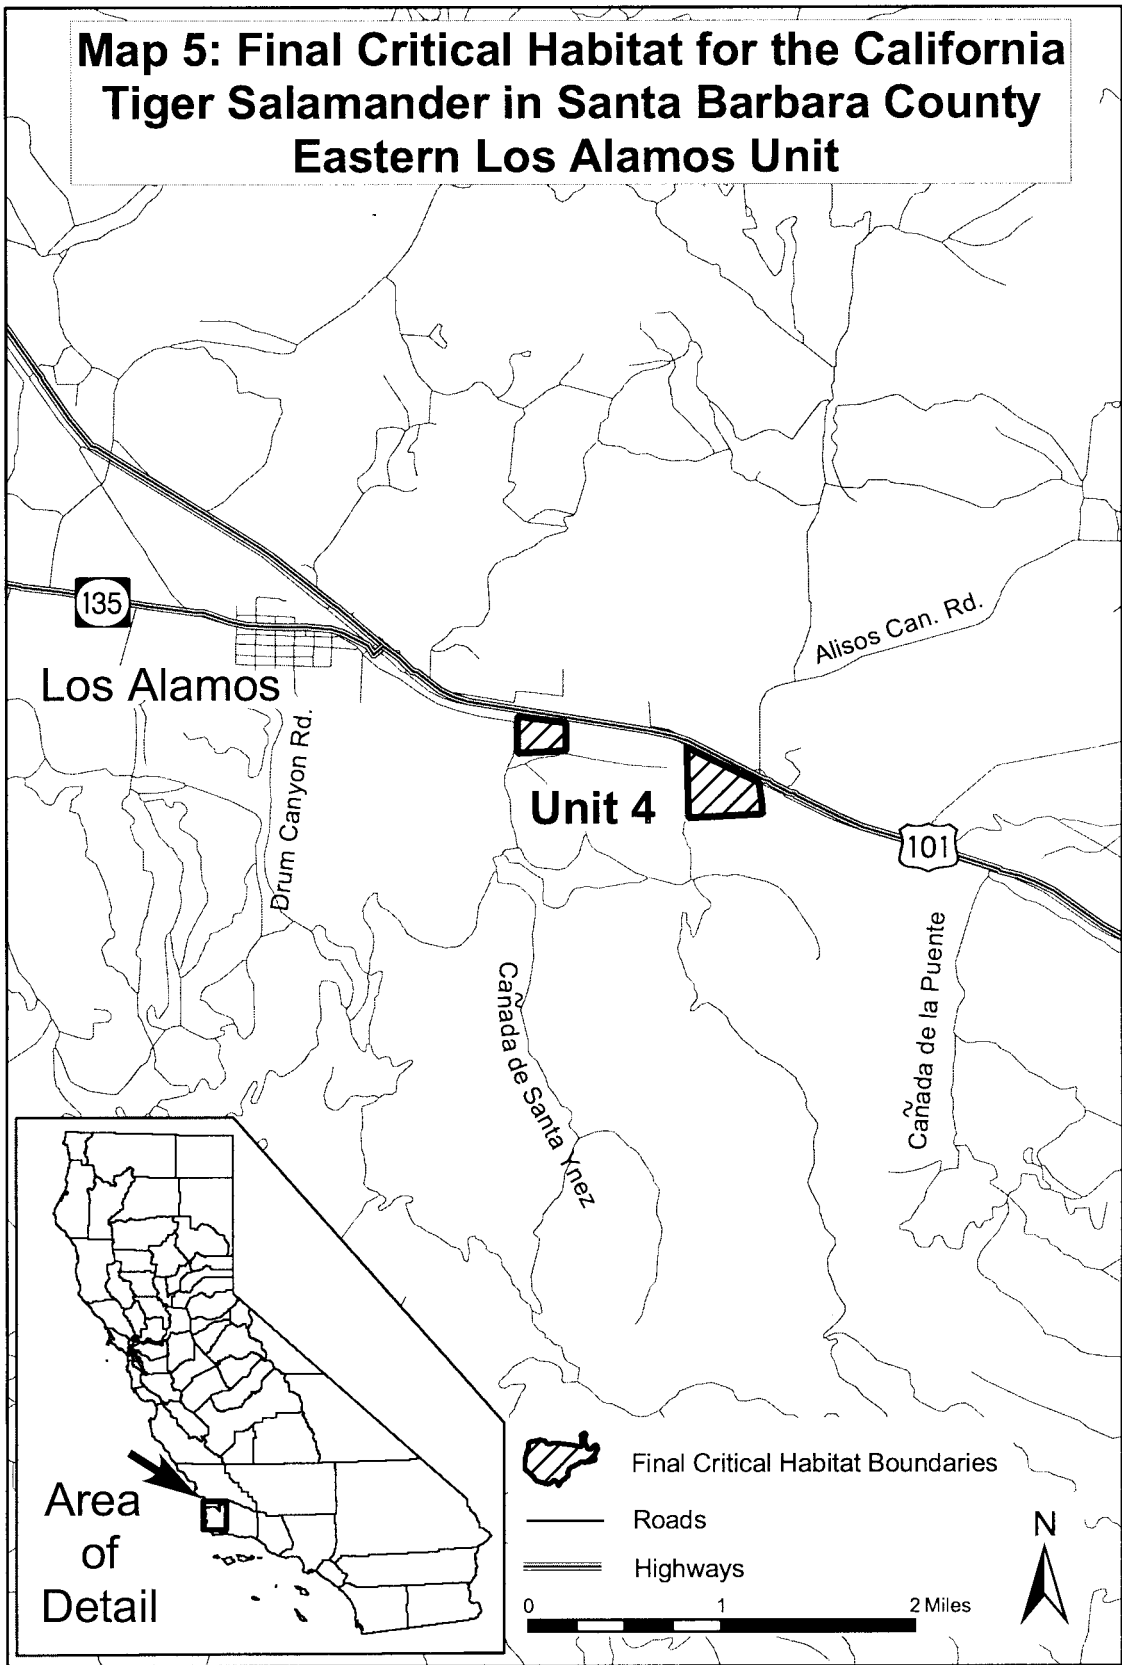 Map 5: Final Critical Habitat for the California
Tiger Salamander in Santa Barbara County
Eastern Los Alamos Unit
135
Los Alamos
Drum Canyon Rd.
Alisos Can. Rd.
Unit 4
101
Cañada de Santa Ynez
Cañada de la Puente
Area
of
Detail
Final Critical Habitat Boundaries
Roads
Highways
N
0 1 2 Miles